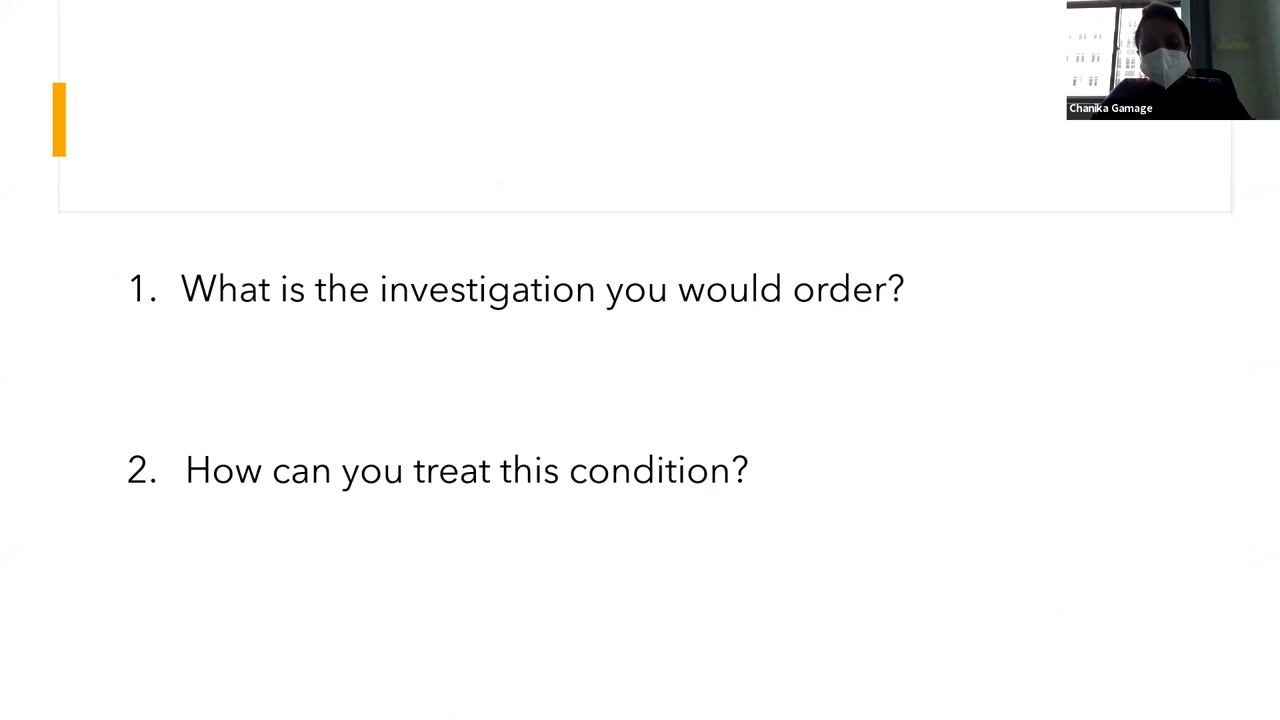 Chanika Gamage
1. What is the investigation you would order?
2. How can you treat this condition?